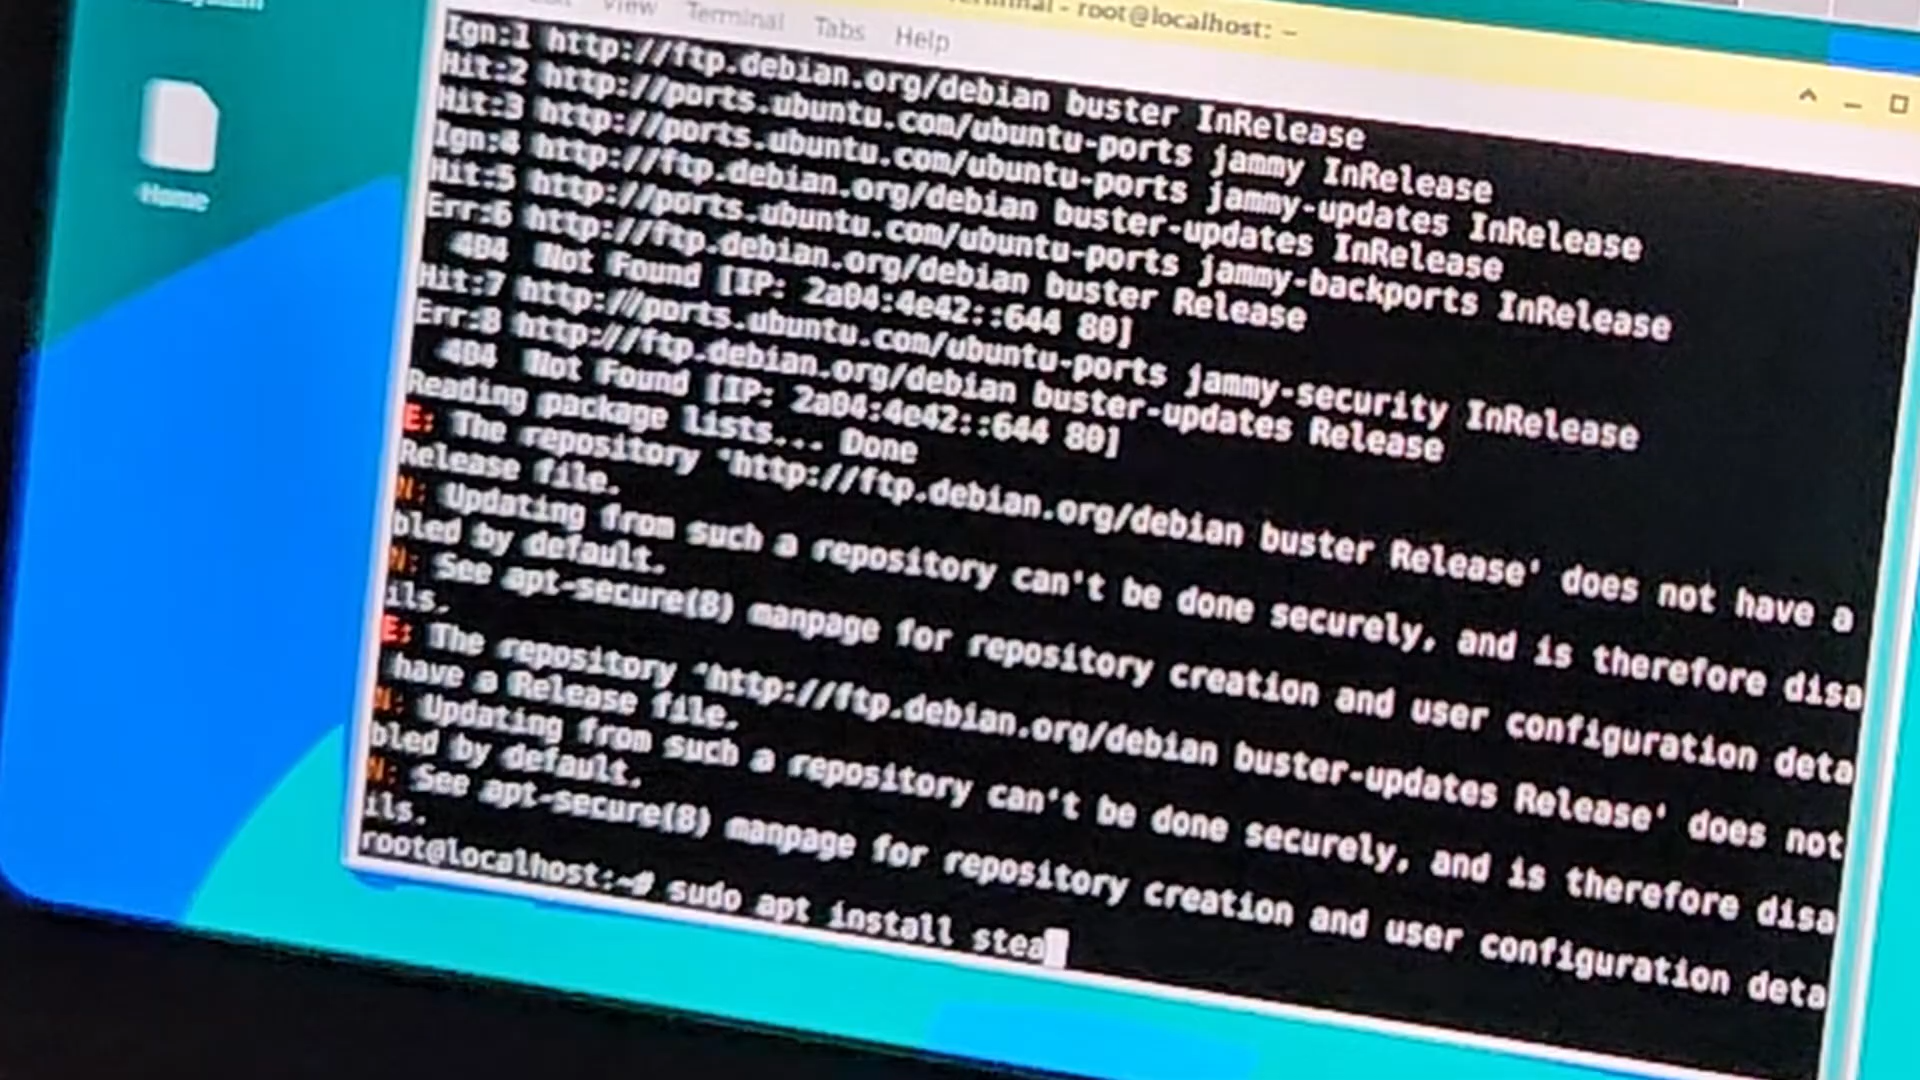 Terminal - root@localhost: ~
View Terminal Tabs Help
Home
Ign:1 http://ftp.debian.org/debian buster InRelease
Hit:2 http://ports.ubuntu.com/ubuntu-ports jammy InRelease
Hit:3 http://ports.ubuntu.com/ubuntu-ports jammy-updates InRelease
Ign:4 http://ftp.debian.org/debian buster-updates InRelease
Hit:5 http://ports.ubuntu.com/ubuntu-ports jammy-backports InRelease
Err:6 http://ftp.debian.org/debian buster Release
404 Not Found [IP: 2a04:4e42::644 80]
Hit:7 http://ports.ubuntu.com/ubuntu-ports jammy-security InRelease
Err:8 http://ftp.debian.org/debian buster-updates Release
404 Not Found [IP: 2a04:4e42::644 80]
Reading package lists... Done
E: The repository 'http://ftp.debian.org/debian buster Release' does not have a
Release file.
N: Updating from such a repository can't be done securely, and is therefore disa
bled by default.
N: See apt-secure(8) manpage for repository creation and user configuration deta
ils.
E: The repository 'http://ftp.debian.org/debian buster-updates Release' does not
have a Release file.
N: Updating from such a repository can't be done securely, and is therefore disa
bled by default.
N: See apt-secure(8) manpage for repository creation and user configuration deta
ils.
root@localhost:~# sudo apt install stea